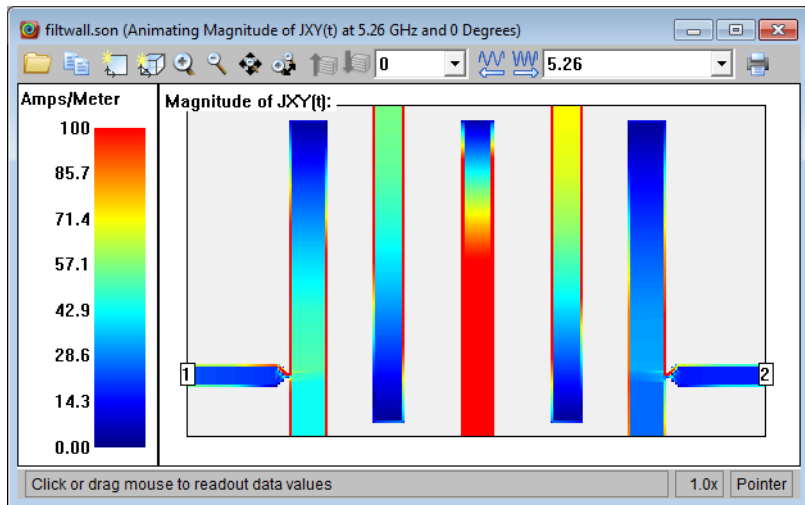 filtwall.son (Animating Magnitude of JXY(t) at 5.26 GHz and 0 Degrees)
0
5.26
Amps/Meter
100
85.7
71.4
57.1
42.9
28.6
14.3
0.00
Magnitude of JXY(t):
1
2
Click or drag mouse to readout data values
1.0x
Pointer